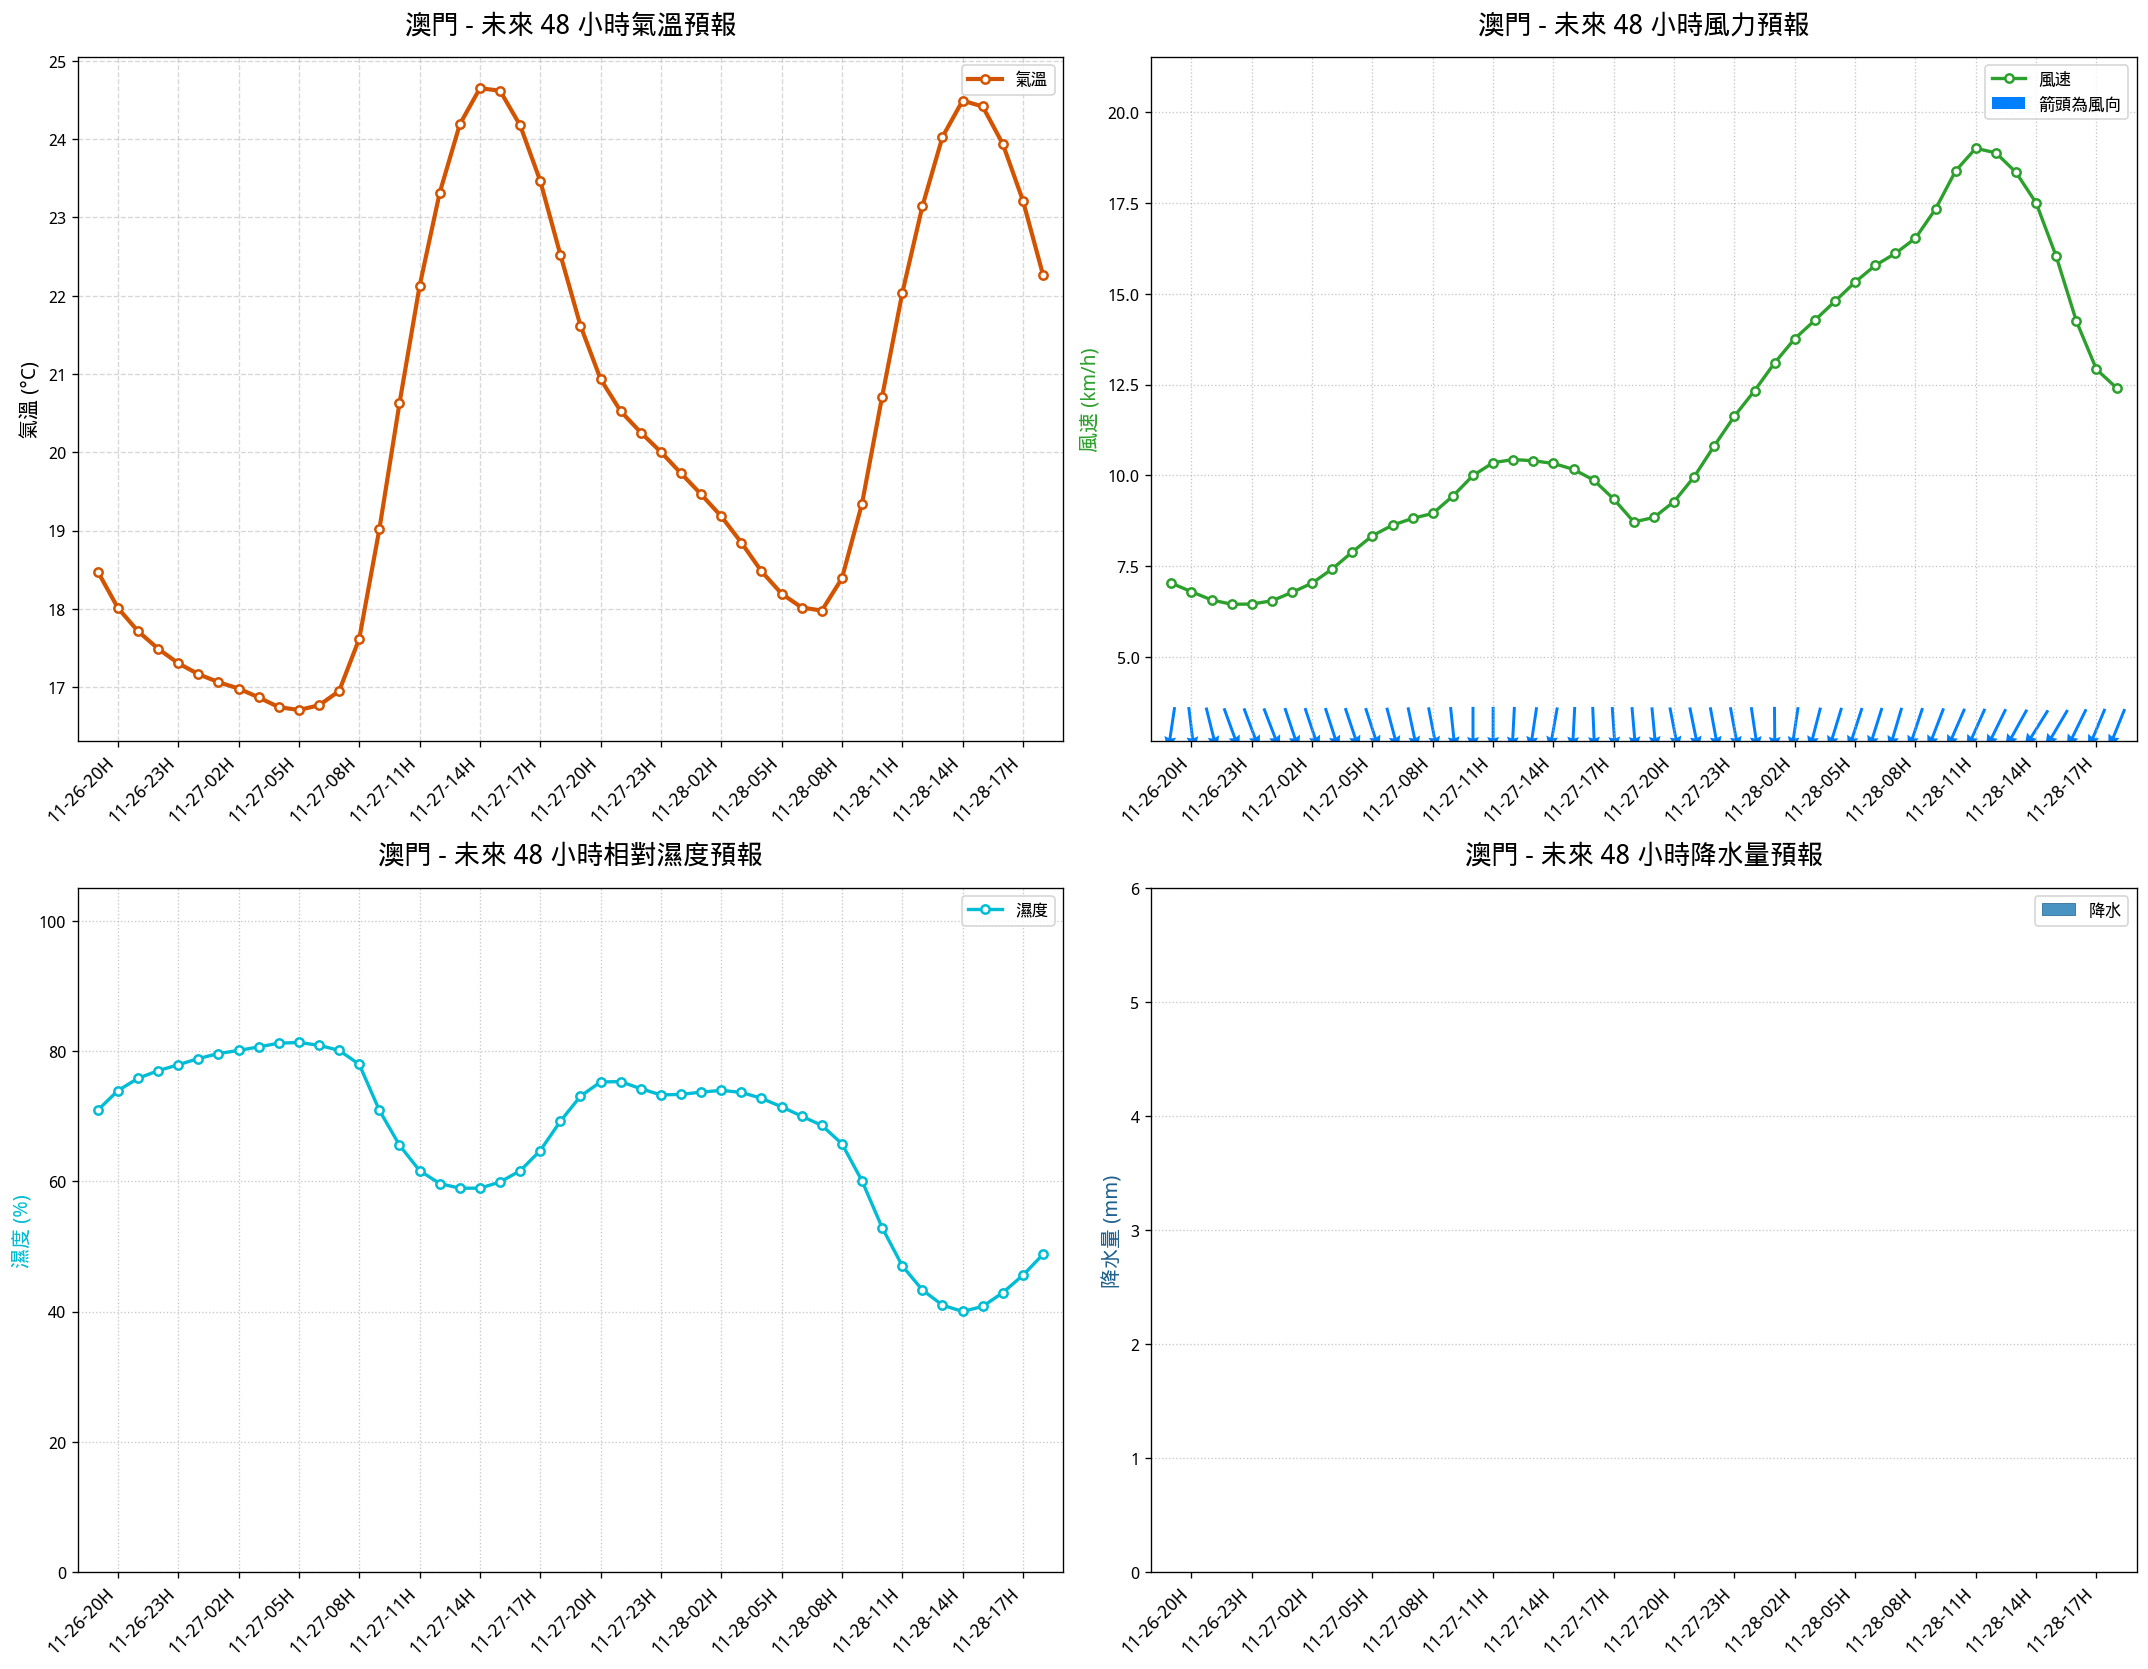 澳門 - 未來 48 小時氣溫預報
氣溫 (°C)
25
24
23
22
21
20
19
18
17
氣溫
11-26-20H
11-26-23H
11-27-02H
11-27-05H
11-27-08H
11-27-11H
11-27-14H
11-27-17H
11-27-20H
11-27-23H
11-28-02H
11-28-05H
11-28-08H
11-28-11H
11-28-14H
11-28-17H
澳門 - 未來 48 小時風力預報
風速 (km/h)
20.0
17.5
15.0
12.5
10.0
7.5
5.0
風速
箭頭為風向
11-26-20H
11-26-23H
11-27-02H
11-27-05H
11-27-08H
11-27-11H
11-27-14H
11-27-17H
11-27-20H
11-27-23H
11-28-02H
11-28-05H
11-28-08H
11-28-11H
11-28-14H
11-28-17H
澳門 - 未來 48 小時相對濕度預報
濕度 (%)
100
80
60
40
20
0
濕度
11-26-20H
11-26-23H
11-27-02H
11-27-05H
11-27-08H
11-27-11H
11-27-14H
11-27-17H
11-27-20H
11-27-23H
11-28-02H
11-28-05H
11-28-08H
11-28-11H
11-28-14H
11-28-17H
澳門 - 未來 48 小時降水量預報
降水量 (mm)
6
5
4
3
2
1
0
降水
11-26-20H
11-26-23H
11-27-02H
11-27-05H
11-27-08H
11-27-11H
11-27-14H
11-27-17H
11-27-20H
11-27-23H
11-28-02H
11-28-05H
11-28-08H
11-28-11H
11-28-14H
11-28-17H